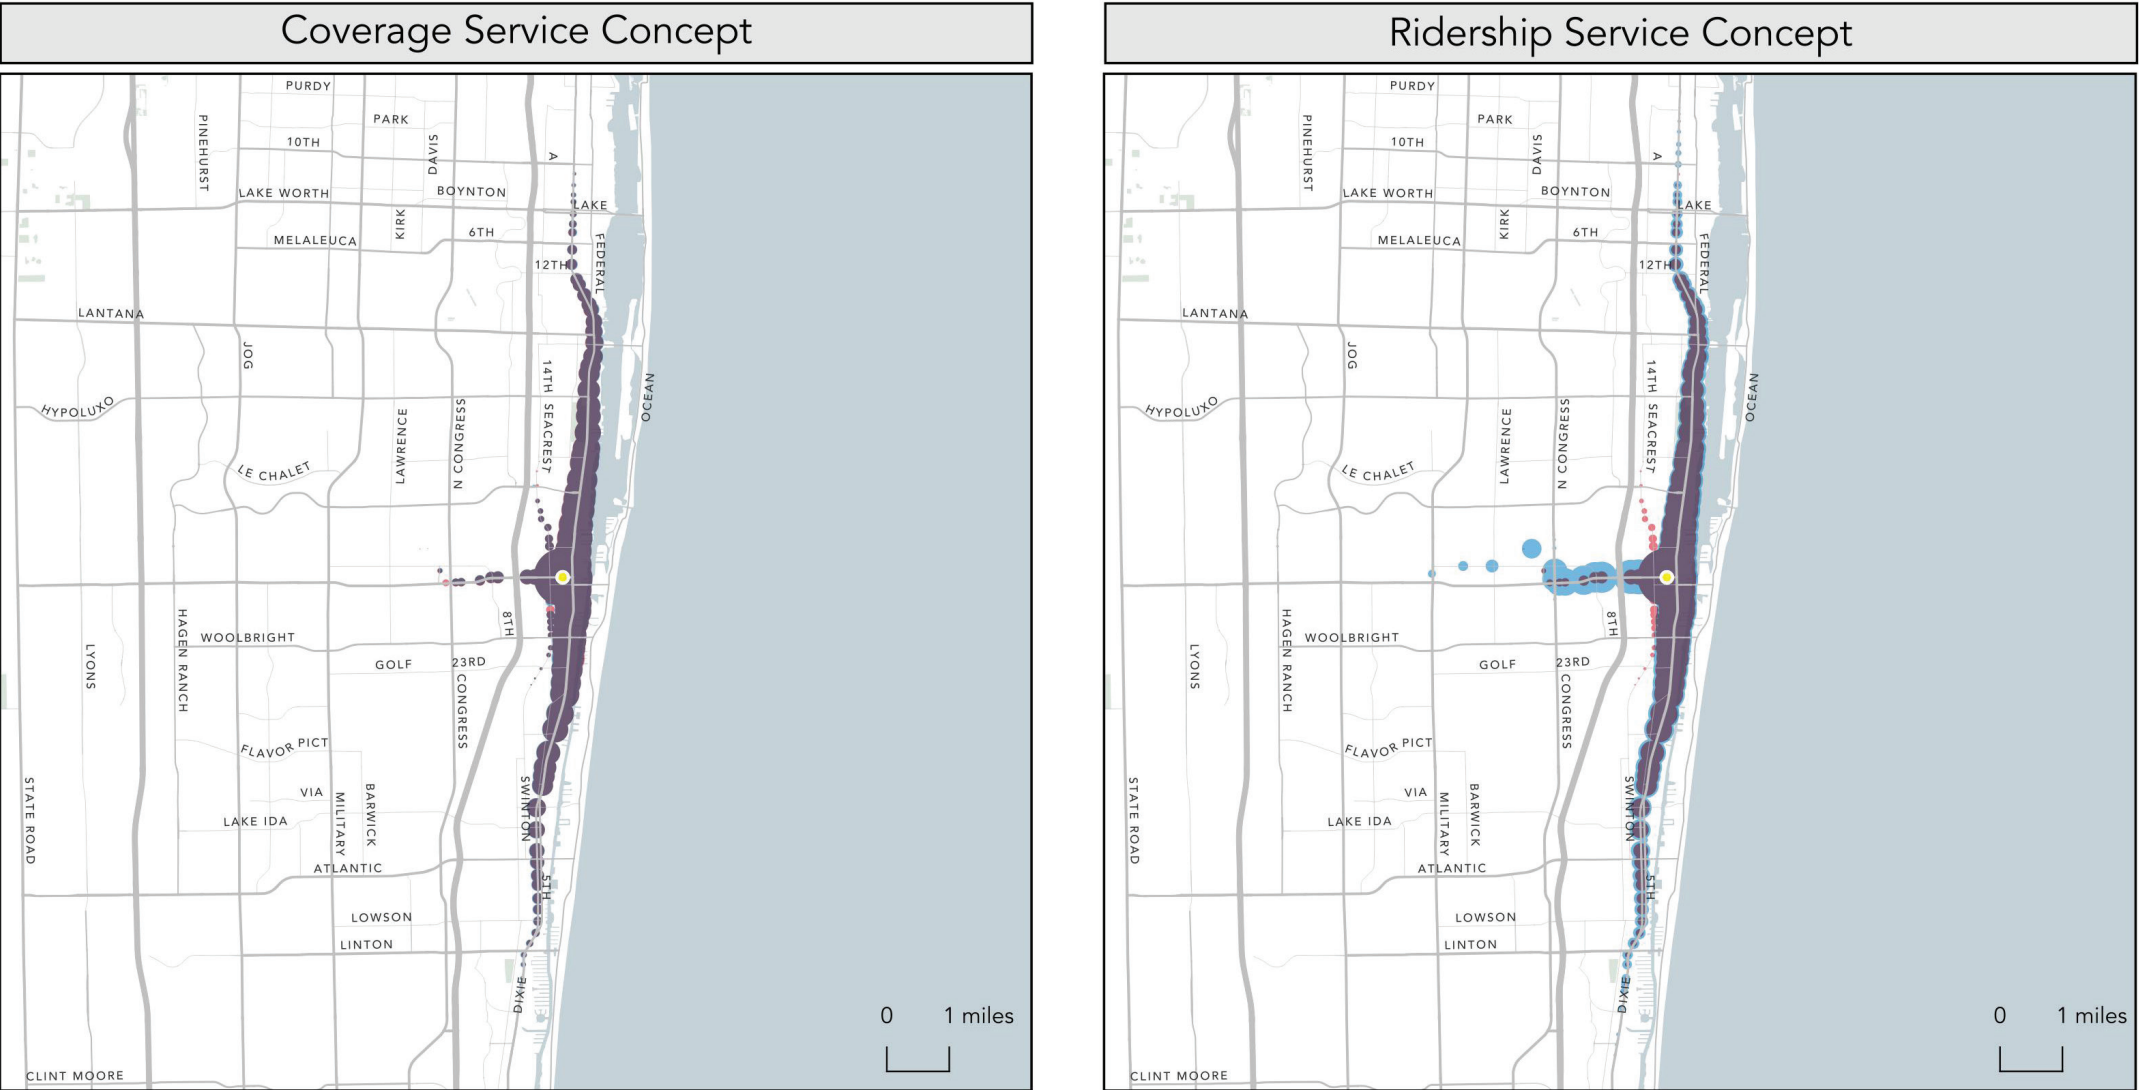 Coverage Service Concept
PURDY
PARK
PINEHURST
10TH
DAVIS
A
LAKE WORTH
BOYNTON
LAKE
KIRK
6TH
MELALEUCA
FEDERAL
12TH
LANTANA
JOG
14TH
OCEAN
HYPOLUXO
SEACREST
LAWRENCE
N CONGRESS
LE CHALET
8TH
HAGEN RANCH
WOOLBRIGHT
LYONS
GOLF
23RD
CONGRESS
FLAVOR PICT
STATE ROAD
VIA
MILITARY
BARWICK
SWINTON
LAKE IDA
ATLANTIC
5TH
LOWSON
LINTON
DIXIE
0 1 miles
CLINT MOORE
Ridership Service Concept
PURDY
PARK
PINEHURST
10TH
DAVIS
A
LAKE WORTH
BOYNTON
LAKE
KIRK
6TH
MELALEUCA
FEDERAL
12TH
LANTANA
JOG
14TH
OCEAN
HYPOLUXO
SEACREST
LAWRENCE
N CONGRESS
LE CHALET
8TH
HAGEN RANCH
WOOLBRIGHT
LYONS
GOLF
23RD
CONGRESS
FLAVOR PICT
STATE ROAD
VIA
MILITARY
BARWICK
SWINTON
LAKE IDA
ATLANTIC
5TH
LOWSON
LINTON
DIXIE
0 1 miles
CLINT MOORE